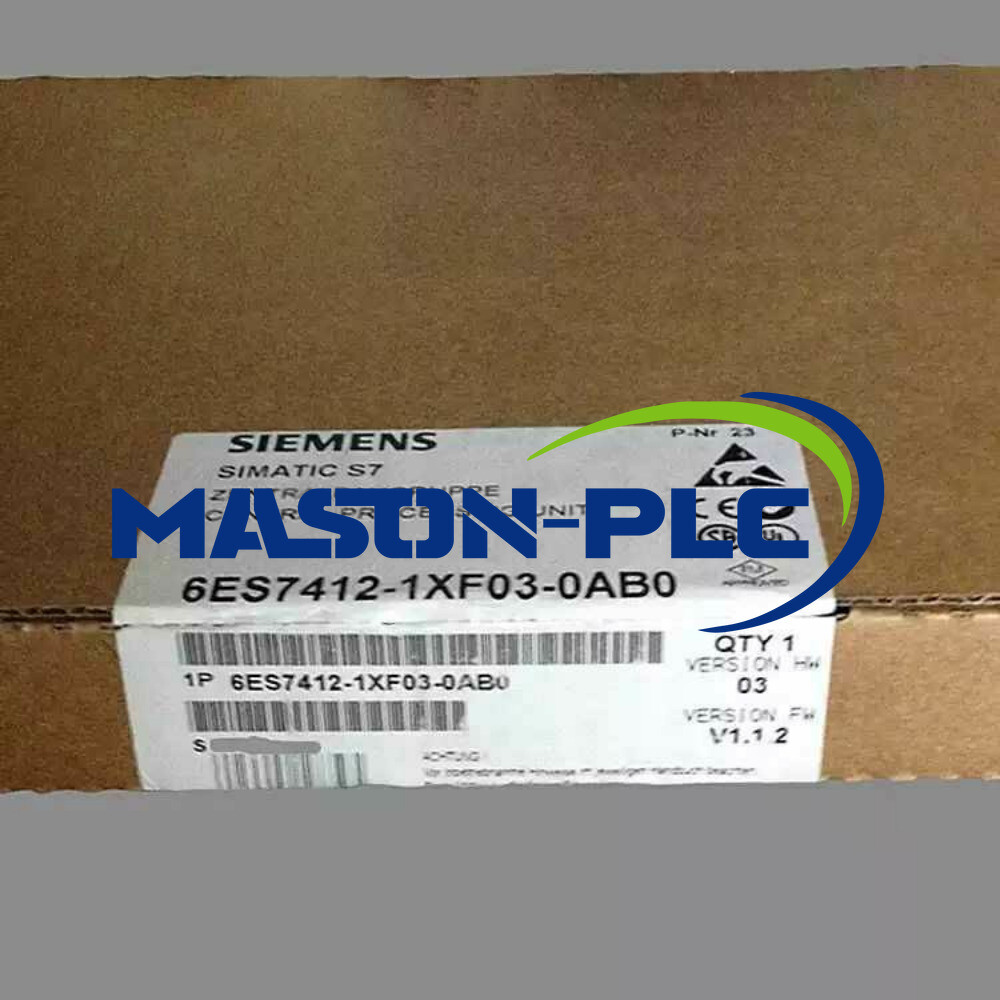 SIEMENS
P-Nr 23
SIMATIC S7
MASON-PLC
6ES7412-1XF03-0AB0
QTY 1
VERSION HW
03
1P 6ES7412-1XF03-0AB0
VERSION FW
V1.1.2
S
ACHTUNG